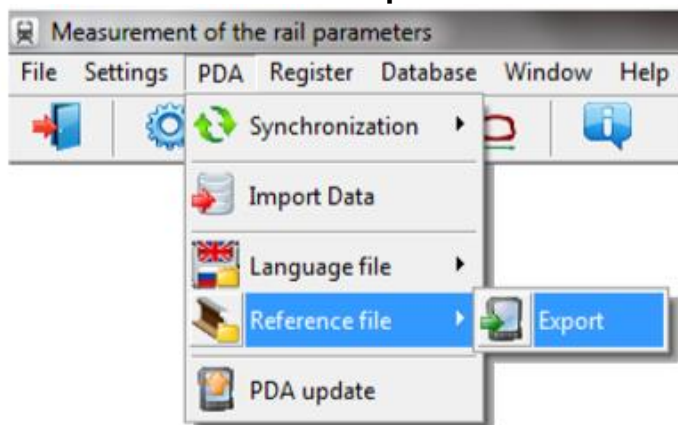 Measurement of the rail parameters
File Settings PDA Register Database Window Help
Synchronization
Import Data
Language file
Reference file Export
PDA update